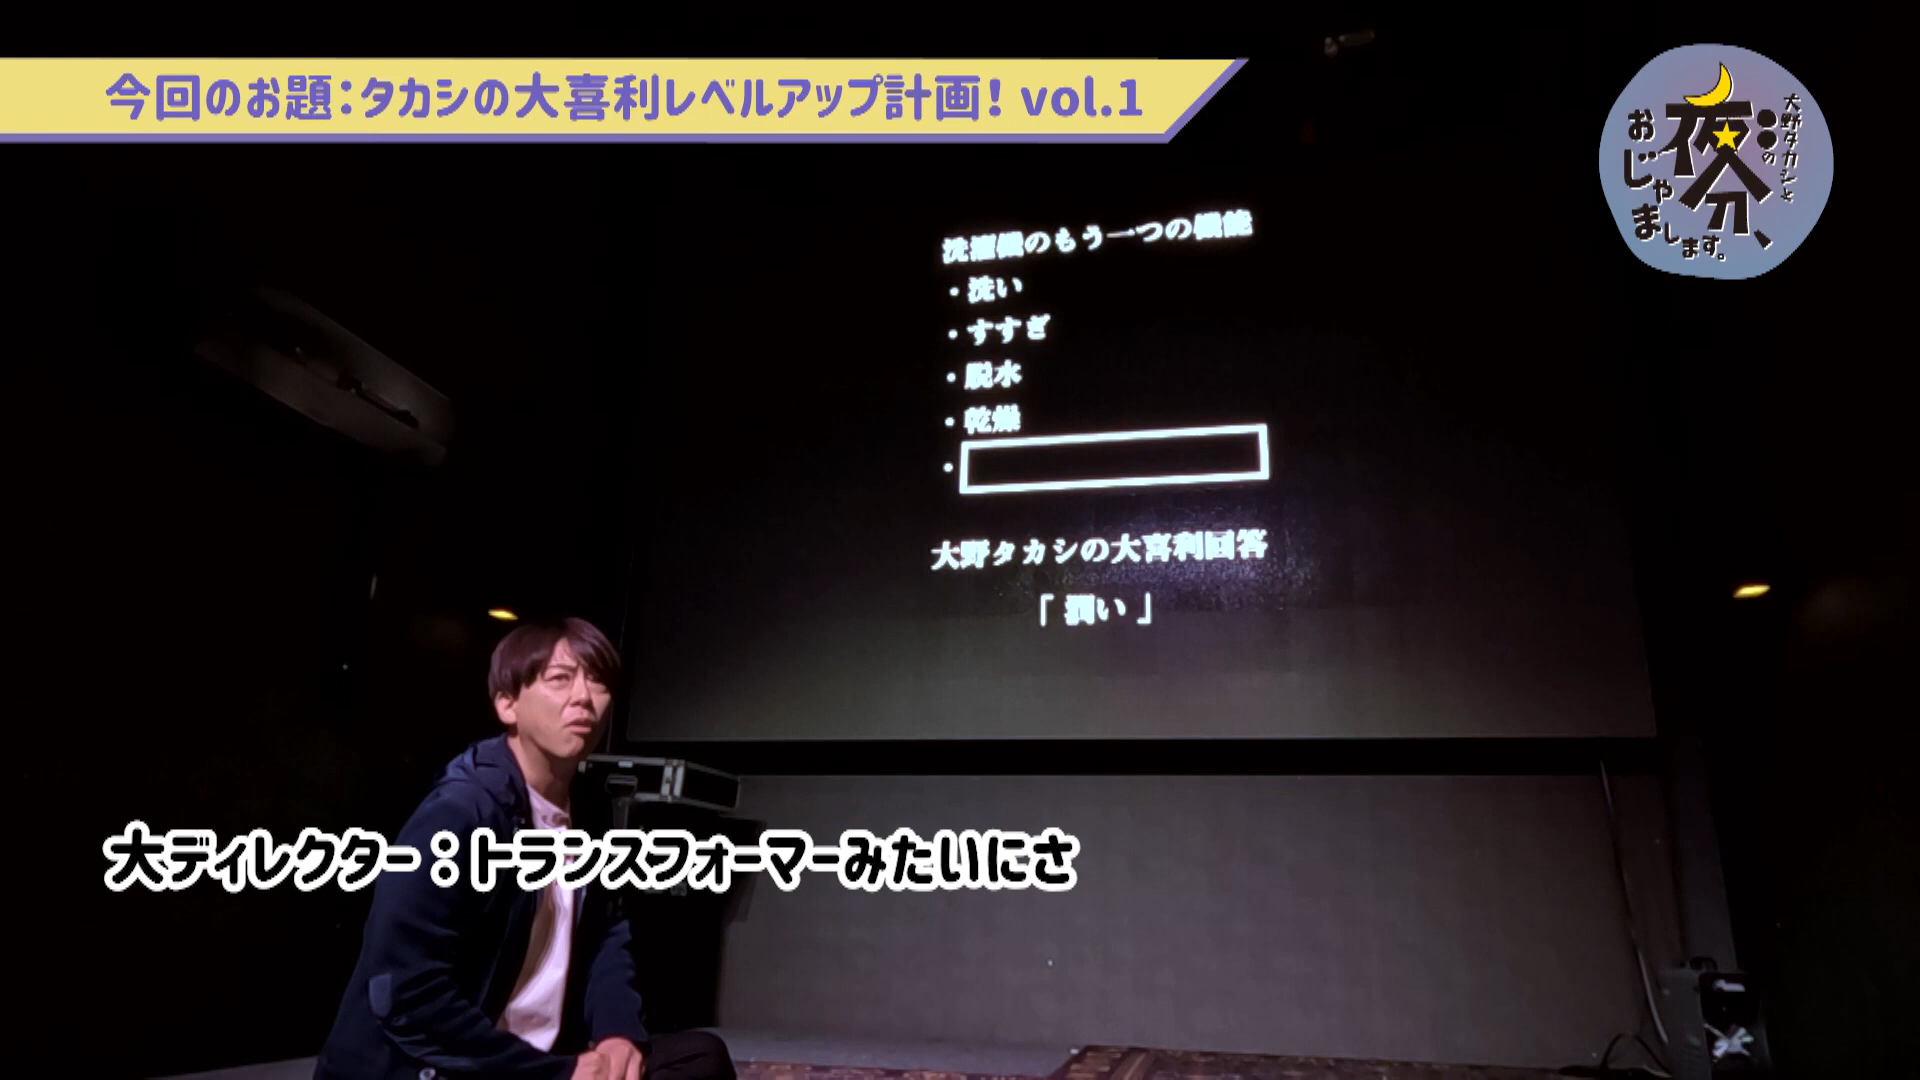 今回のお題：タカシの大喜利レベルアップ計画！ vol.1
大野タカシと
の
夜分、
おじゃまします。
洗濯機のもう一つの機能
・洗い
・すすぎ
・脱水
・乾燥
・
大野タカシの大喜利回答
「潤い」
大ディレクター：トランスフォーマーみたいにさ